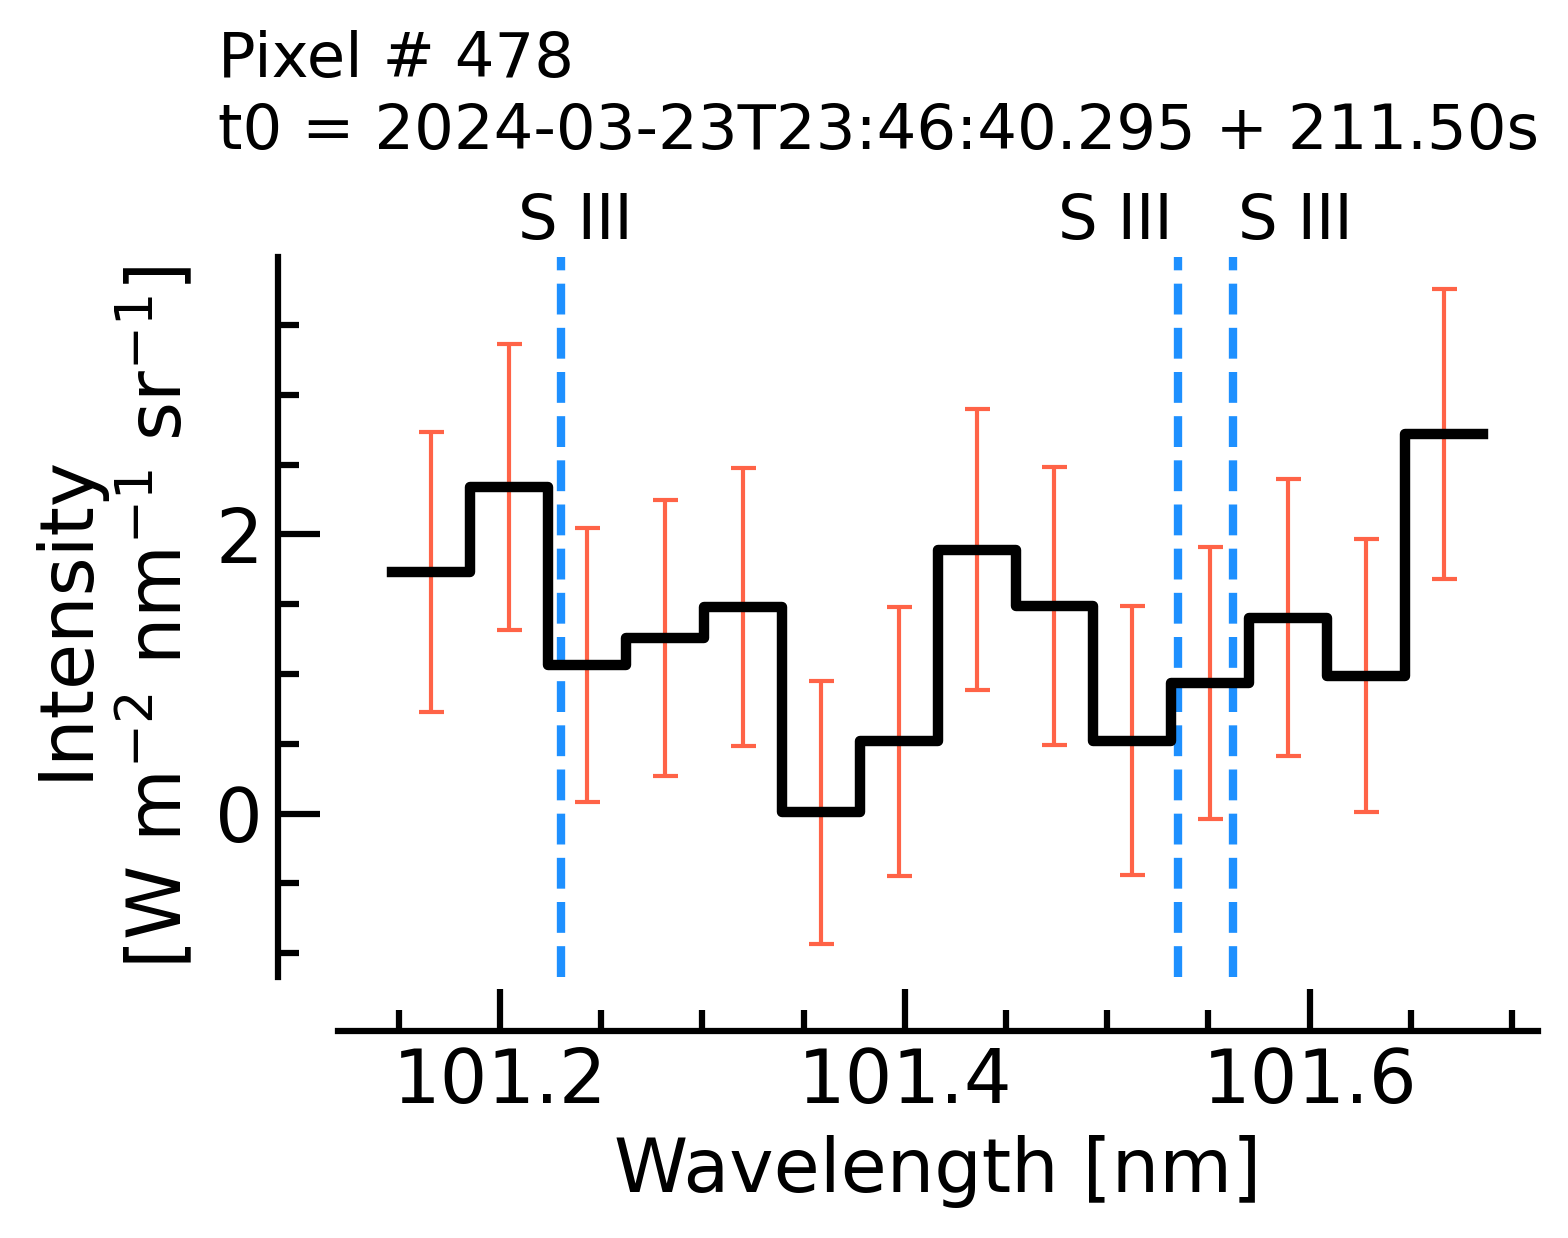 Pixel # 478
t0 = 2024-03-23T23:46:40.295 + 211.50s
S III S III S III
Intensity
[W m⁻² nm⁻¹ sr⁻¹]
2
0
101.2 101.4 101.6
Wavelength [nm]